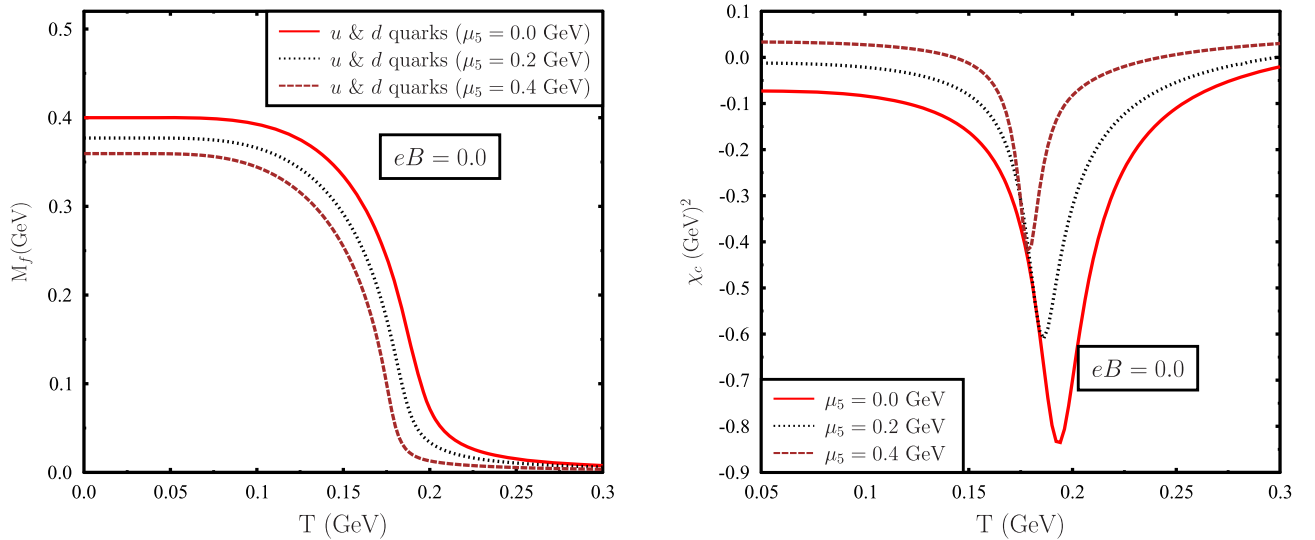 0.5
0.4
0.3
0.2
0.1
0.0
M_f(GeV)
u & d quarks (μ₅ = 0.0 GeV)
u & d quarks (μ₅ = 0.2 GeV)
u & d quarks (μ₅ = 0.4 GeV)
eB = 0.0
0.0 0.05 0.1 0.15 0.2 0.25 0.3
T (GeV)
0.1
0.0
-0.1
-0.2
-0.3
-0.4
-0.5
-0.6
-0.7
-0.8
-0.9
χ_c (GeV)²
eB = 0.0
μ₅ = 0.0 GeV
μ₅ = 0.2 GeV
μ₅ = 0.4 GeV
0.05 0.1 0.15 0.2 0.25 0.3
T (GeV)